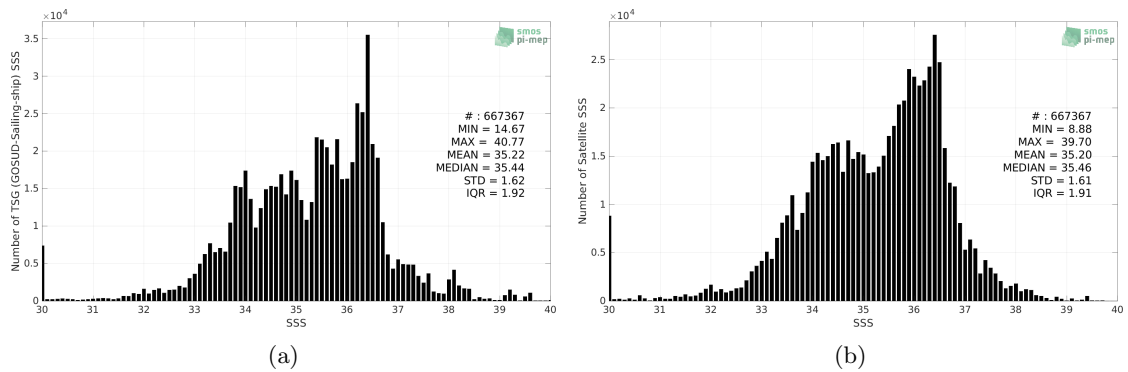 ×10⁴
3.5
3
2.5
2
1.5
1
0.5
0
Number of TSG (GOSUD-Sailing-ship) SSS
smos
pi-mep
# : 667367
MIN = 14.67
MAX = 40.77
MEAN = 35.22
MEDIAN = 35.44
STD = 1.62
IQR = 1.92
30 31 32 33 34 35 36 37 38 39 40
SSS
(a)
×10⁴
2.5
2
1.5
1
0.5
0
Number of Satellite SSS
smos
pi-mep
# : 667367
MIN = 8.88
MAX = 39.70
MEAN = 35.20
MEDIAN = 35.46
STD = 1.61
IQR = 1.91
30 31 32 33 34 35 36 37 38 39 40
SSS
(b)